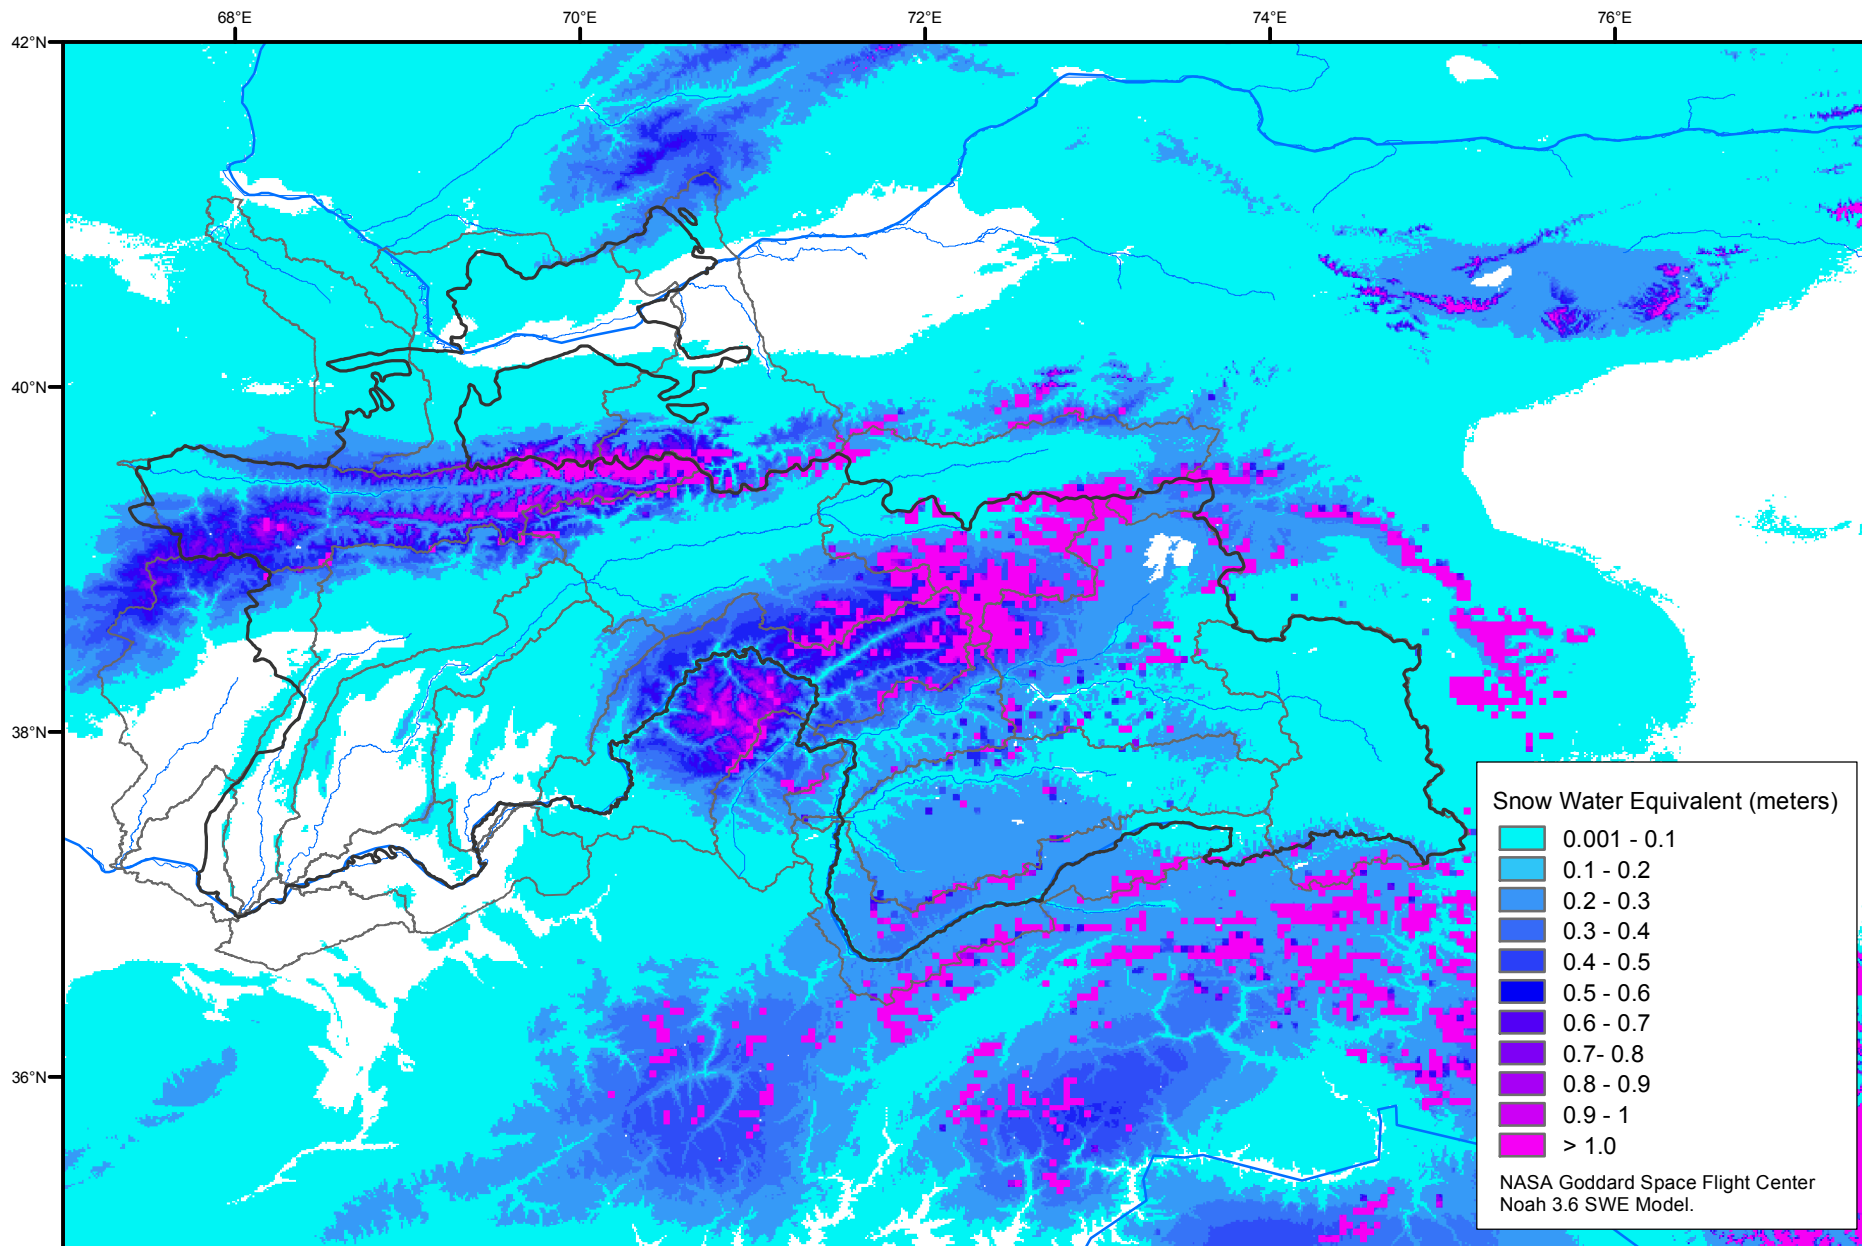 68°E 70°E 72°E 74°E 76°E
42°N
40°N
38°N
36°N
Snow Water Equivalent (meters)
0.001 - 0.1
0.1 - 0.2
0.2 - 0.3
0.3 - 0.4
0.4 - 0.5
0.5 - 0.6
0.6 - 0.7
0.7- 0.8
0.8 - 0.9
0.9 - 1
> 1.0
NASA Goddard Space Flight Center
Noah 3.6 SWE Model.